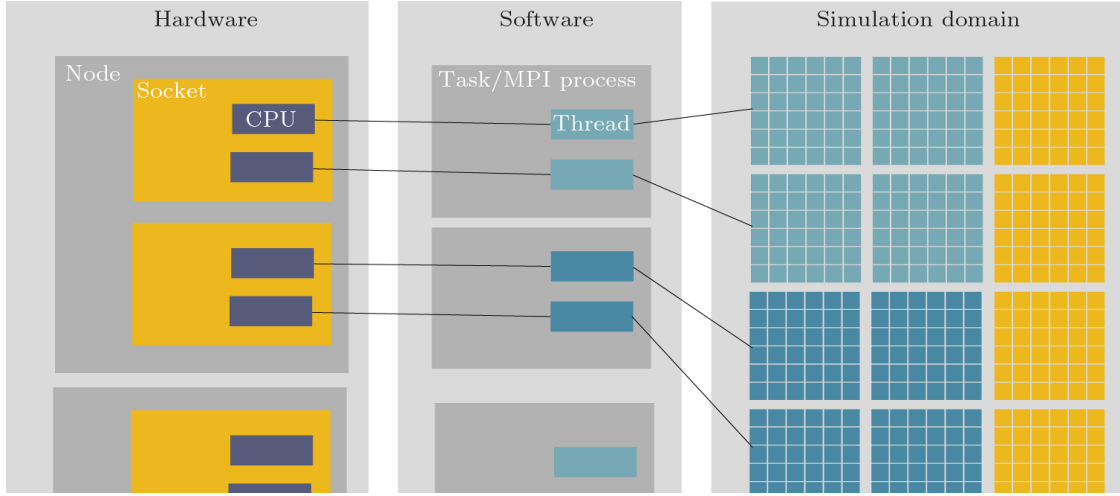 Hardware
Software
Simulation domain
Node
Socket
CPU
Task/MPI process
Thread